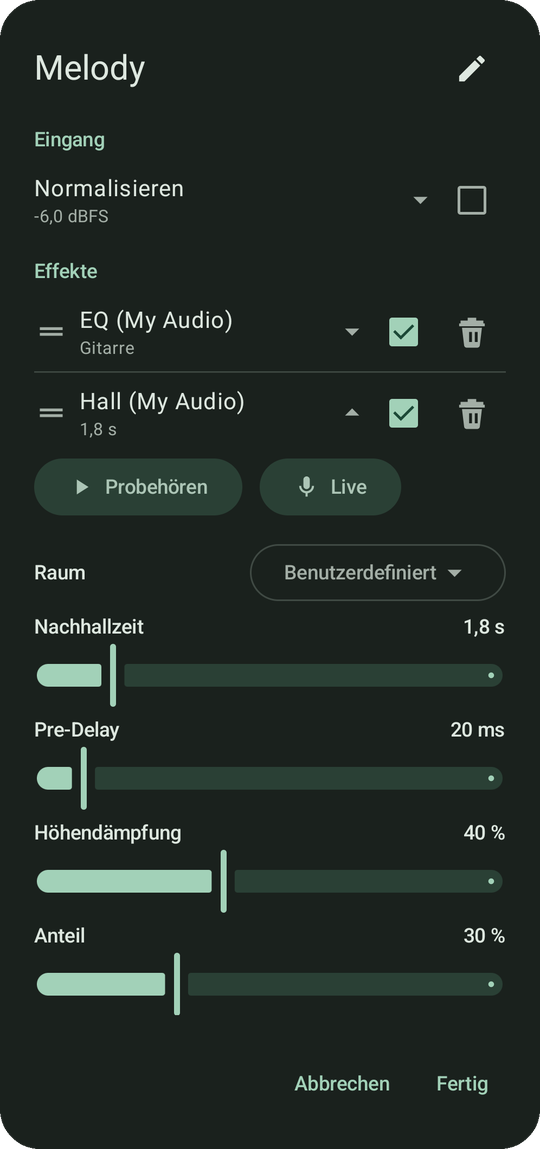 Melody
Eingang
Normalisieren
-6,0 dBFS
Effekte
EQ (My Audio)
Gitarre
Hall (My Audio)
1,8 s
Probehören Live
Raum Benutzerdefiniert
Nachhallzeit 1,8 s
Pre-Delay 20 ms
Höhendämpfung 40 %
Anteil 30 %
Abbrechen Fertig